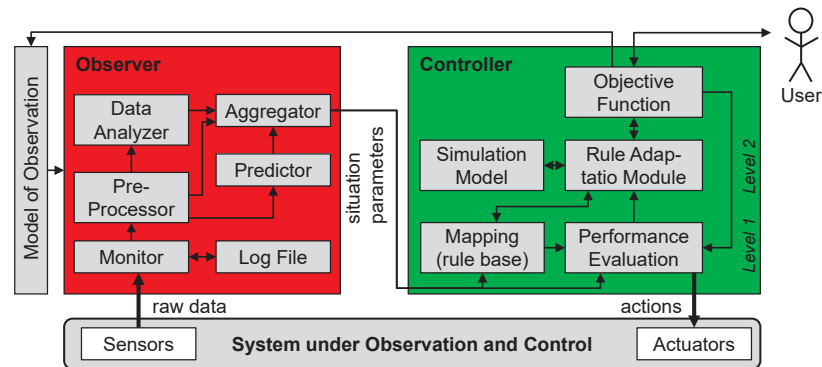 Observer
Controller
User
Model of Observation
Data
Analyzer
Aggregator
Objective
Function
Predictor
Simulation
Model
Rule Adap-
tatio Module
Level 2
Pre-
Processor
situation
parameters
Monitor
Log File
Mapping
(rule base)
Performance
Evaluation
Level 1
raw data
actions
Sensors
System under Observation and Control
Actuators